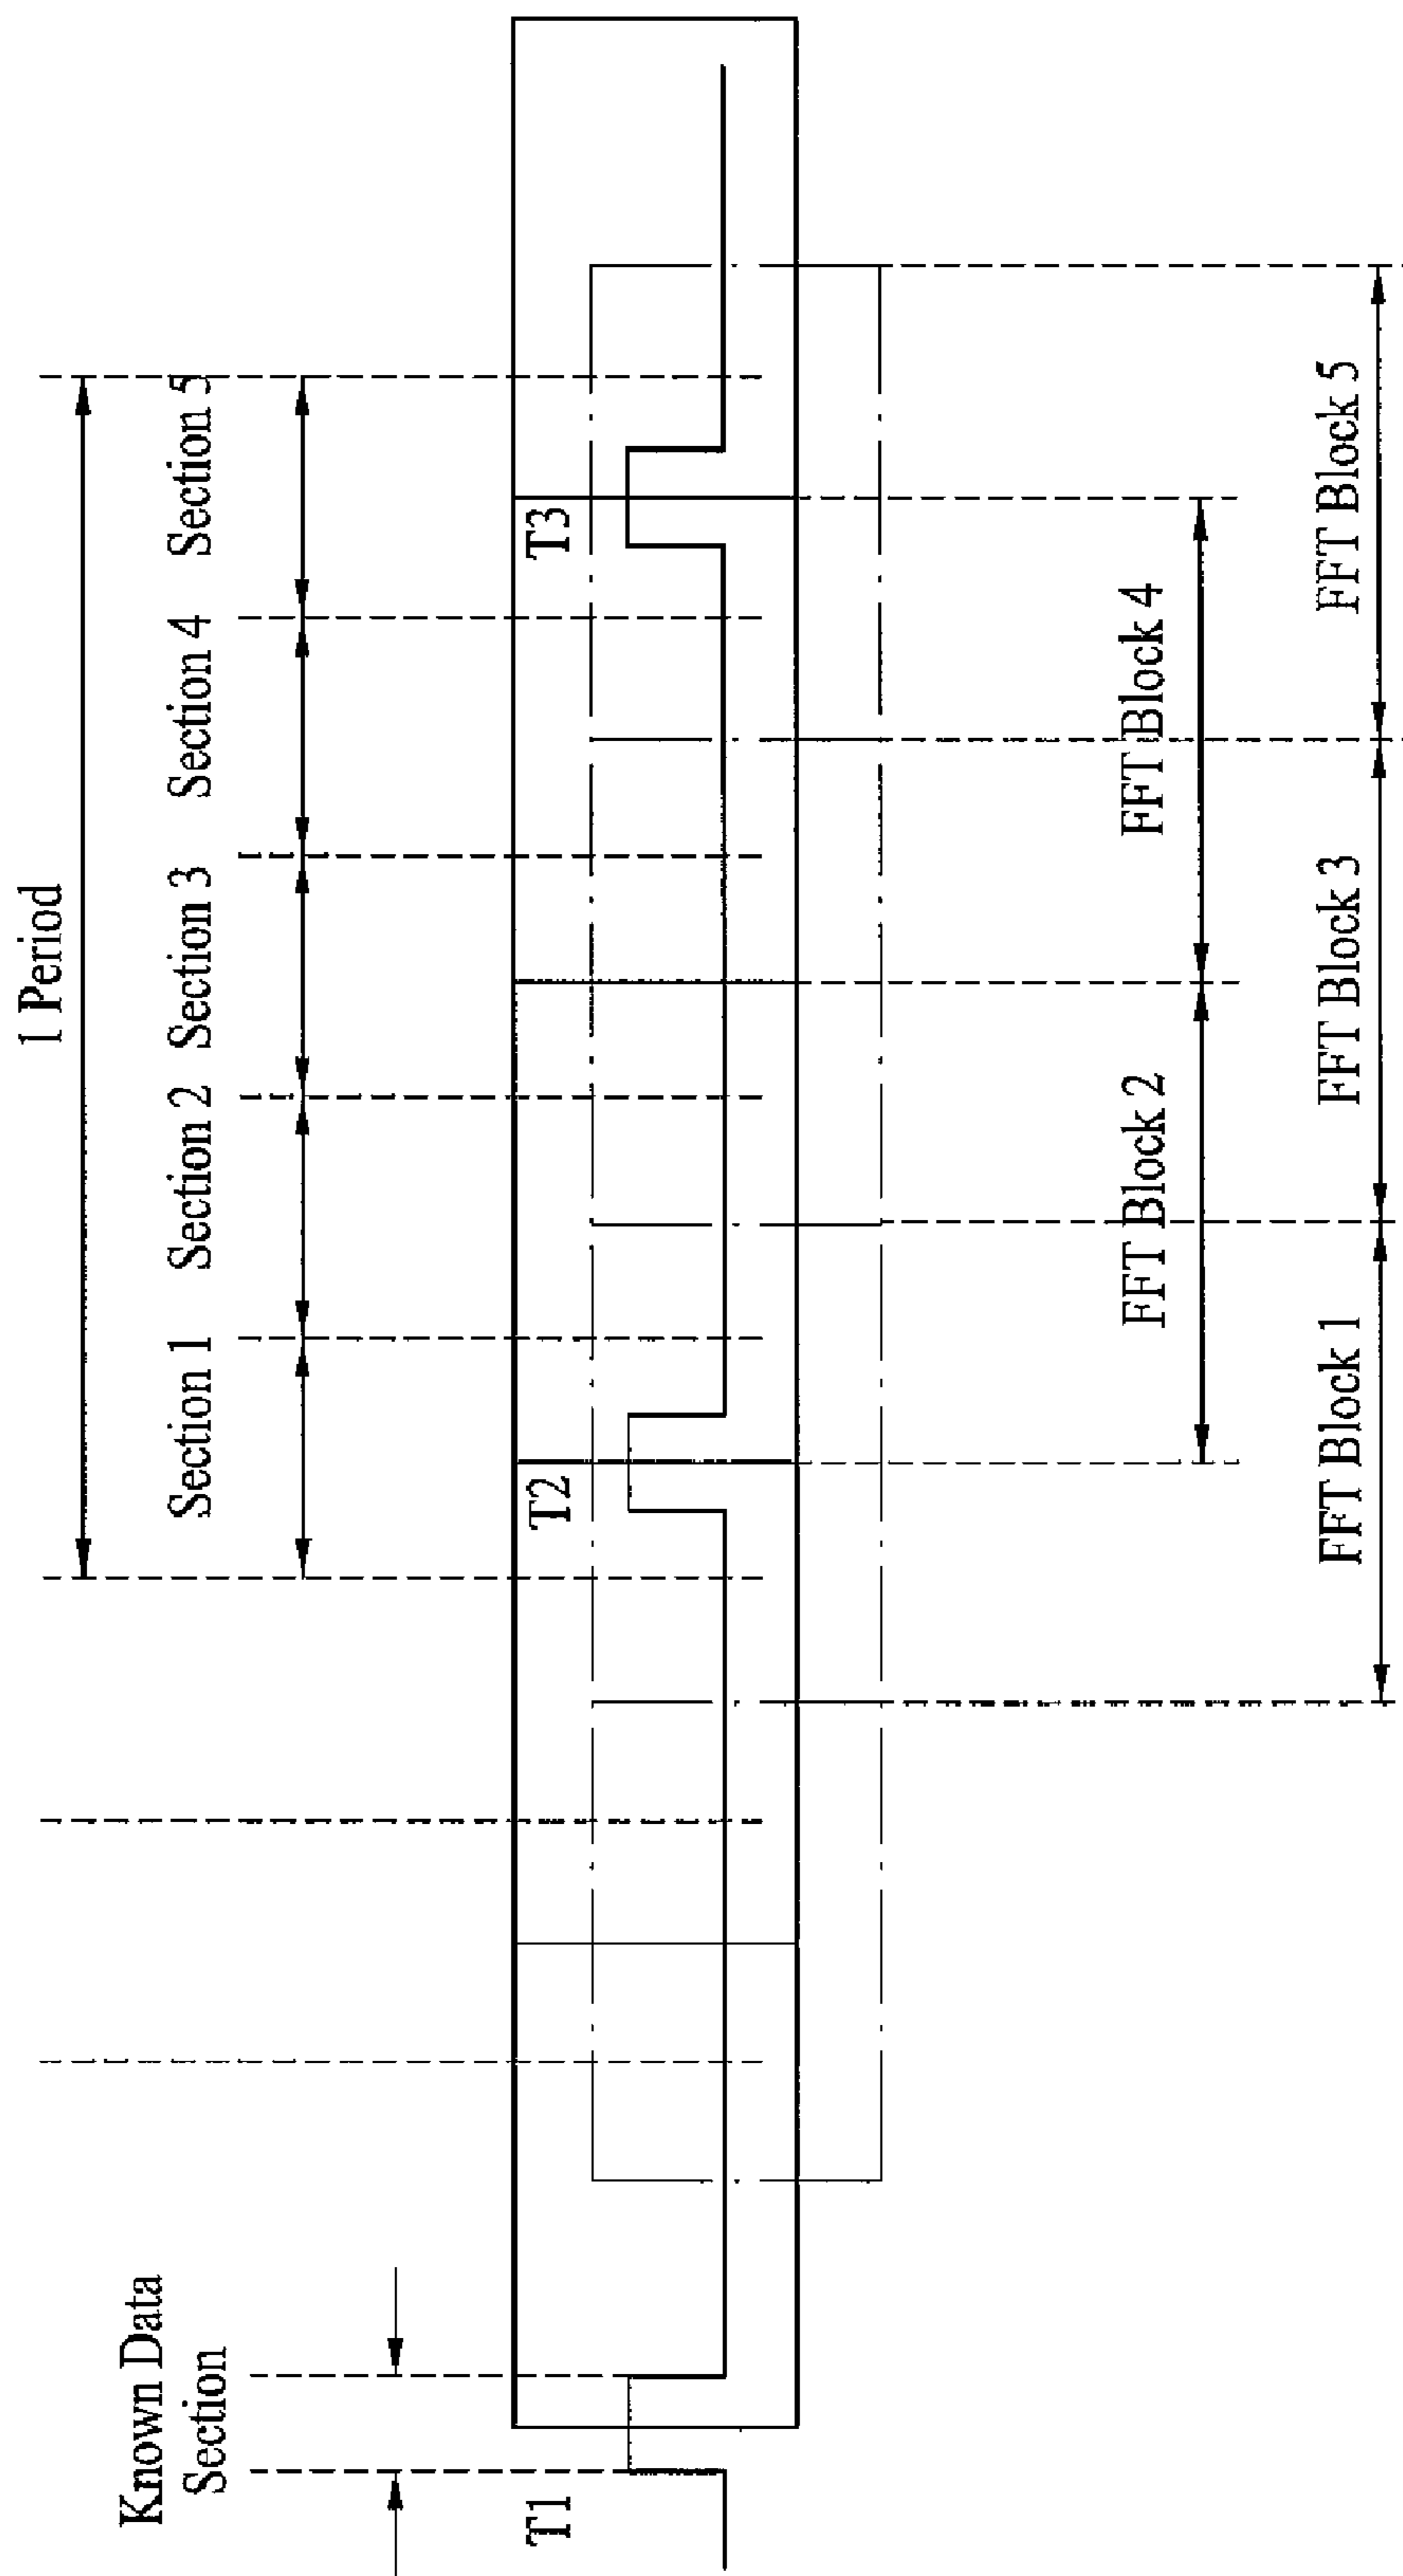 1 Period
Known Data
Section
Section 1
Section 2
Section 3
Section 4
Section 5
T1
T2
T3
FFT Block 2
FFT Block 4
FFT Block 1
FFT Block 3
FFT Block 5